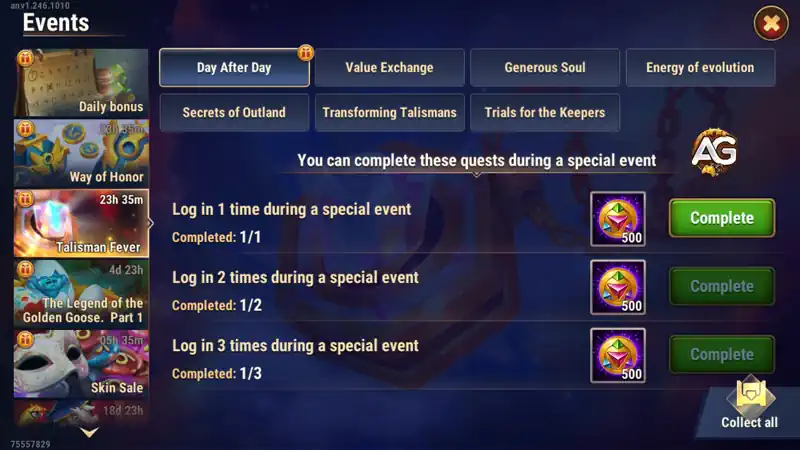 anv1.246.1010
Events
Day After Day
Value Exchange
Generous Soul
Energy of evolution
Daily bonus
Secrets of Outland
Transforming Talismans
Trials for the Keepers
Way of Honor
You can complete these quests during a special event
AG
23h 35m
Talisman Fever
Log in 1 time during a special event
Completed: 1/1
500
Complete
4d 23h
The Legend of the
Golden Goose. Part 1
Log in 2 times during a special event
Completed: 1/2
500
Complete
05h 35m
Skin Sale
Log in 3 times during a special event
Completed: 1/3
500
Complete
18d 23h
Collect all
75557829